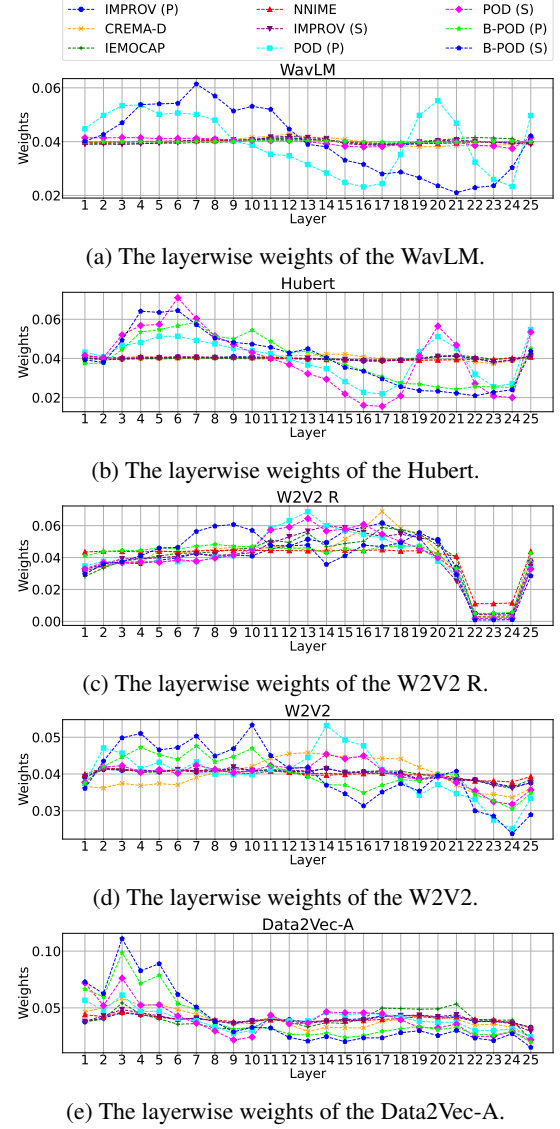 IMPROV (P) NNIME POD (S)
CREMA-D IMPROV (S) B-POD (P)
IEMOCAP POD (P) B-POD (S)
WavLM
0.06
0.04
0.02
Weights
1 2 3 4 5 6 7 8 9 10 11 12 13 14 15 16 17 18 19 20 21 22 23 24 25
Layer
(a) The layerwise weights of the WavLM.
Hubert
0.06
0.04
0.02
Weights
1 2 3 4 5 6 7 8 9 10 11 12 13 14 15 16 17 18 19 20 21 22 23 24 25
Layer
(b) The layerwise weights of the Hubert.
W2V2 R
0.06
0.04
0.02
0.00
Weights
1 2 3 4 5 6 7 8 9 10 11 12 13 14 15 16 17 18 19 20 21 22 23 24 25
Layer
(c) The layerwise weights of the W2V2 R.
W2V2
0.05
0.04
0.03
Weights
1 2 3 4 5 6 7 8 9 10 11 12 13 14 15 16 17 18 19 20 21 22 23 24 25
Layer
(d) The layerwise weights of the W2V2.
Data2Vec-A
0.10
0.05
Weights
1 2 3 4 5 6 7 8 9 10 11 12 13 14 15 16 17 18 19 20 21 22 23 24 25
Layer
(e) The layerwise weights of the Data2Vec-A.